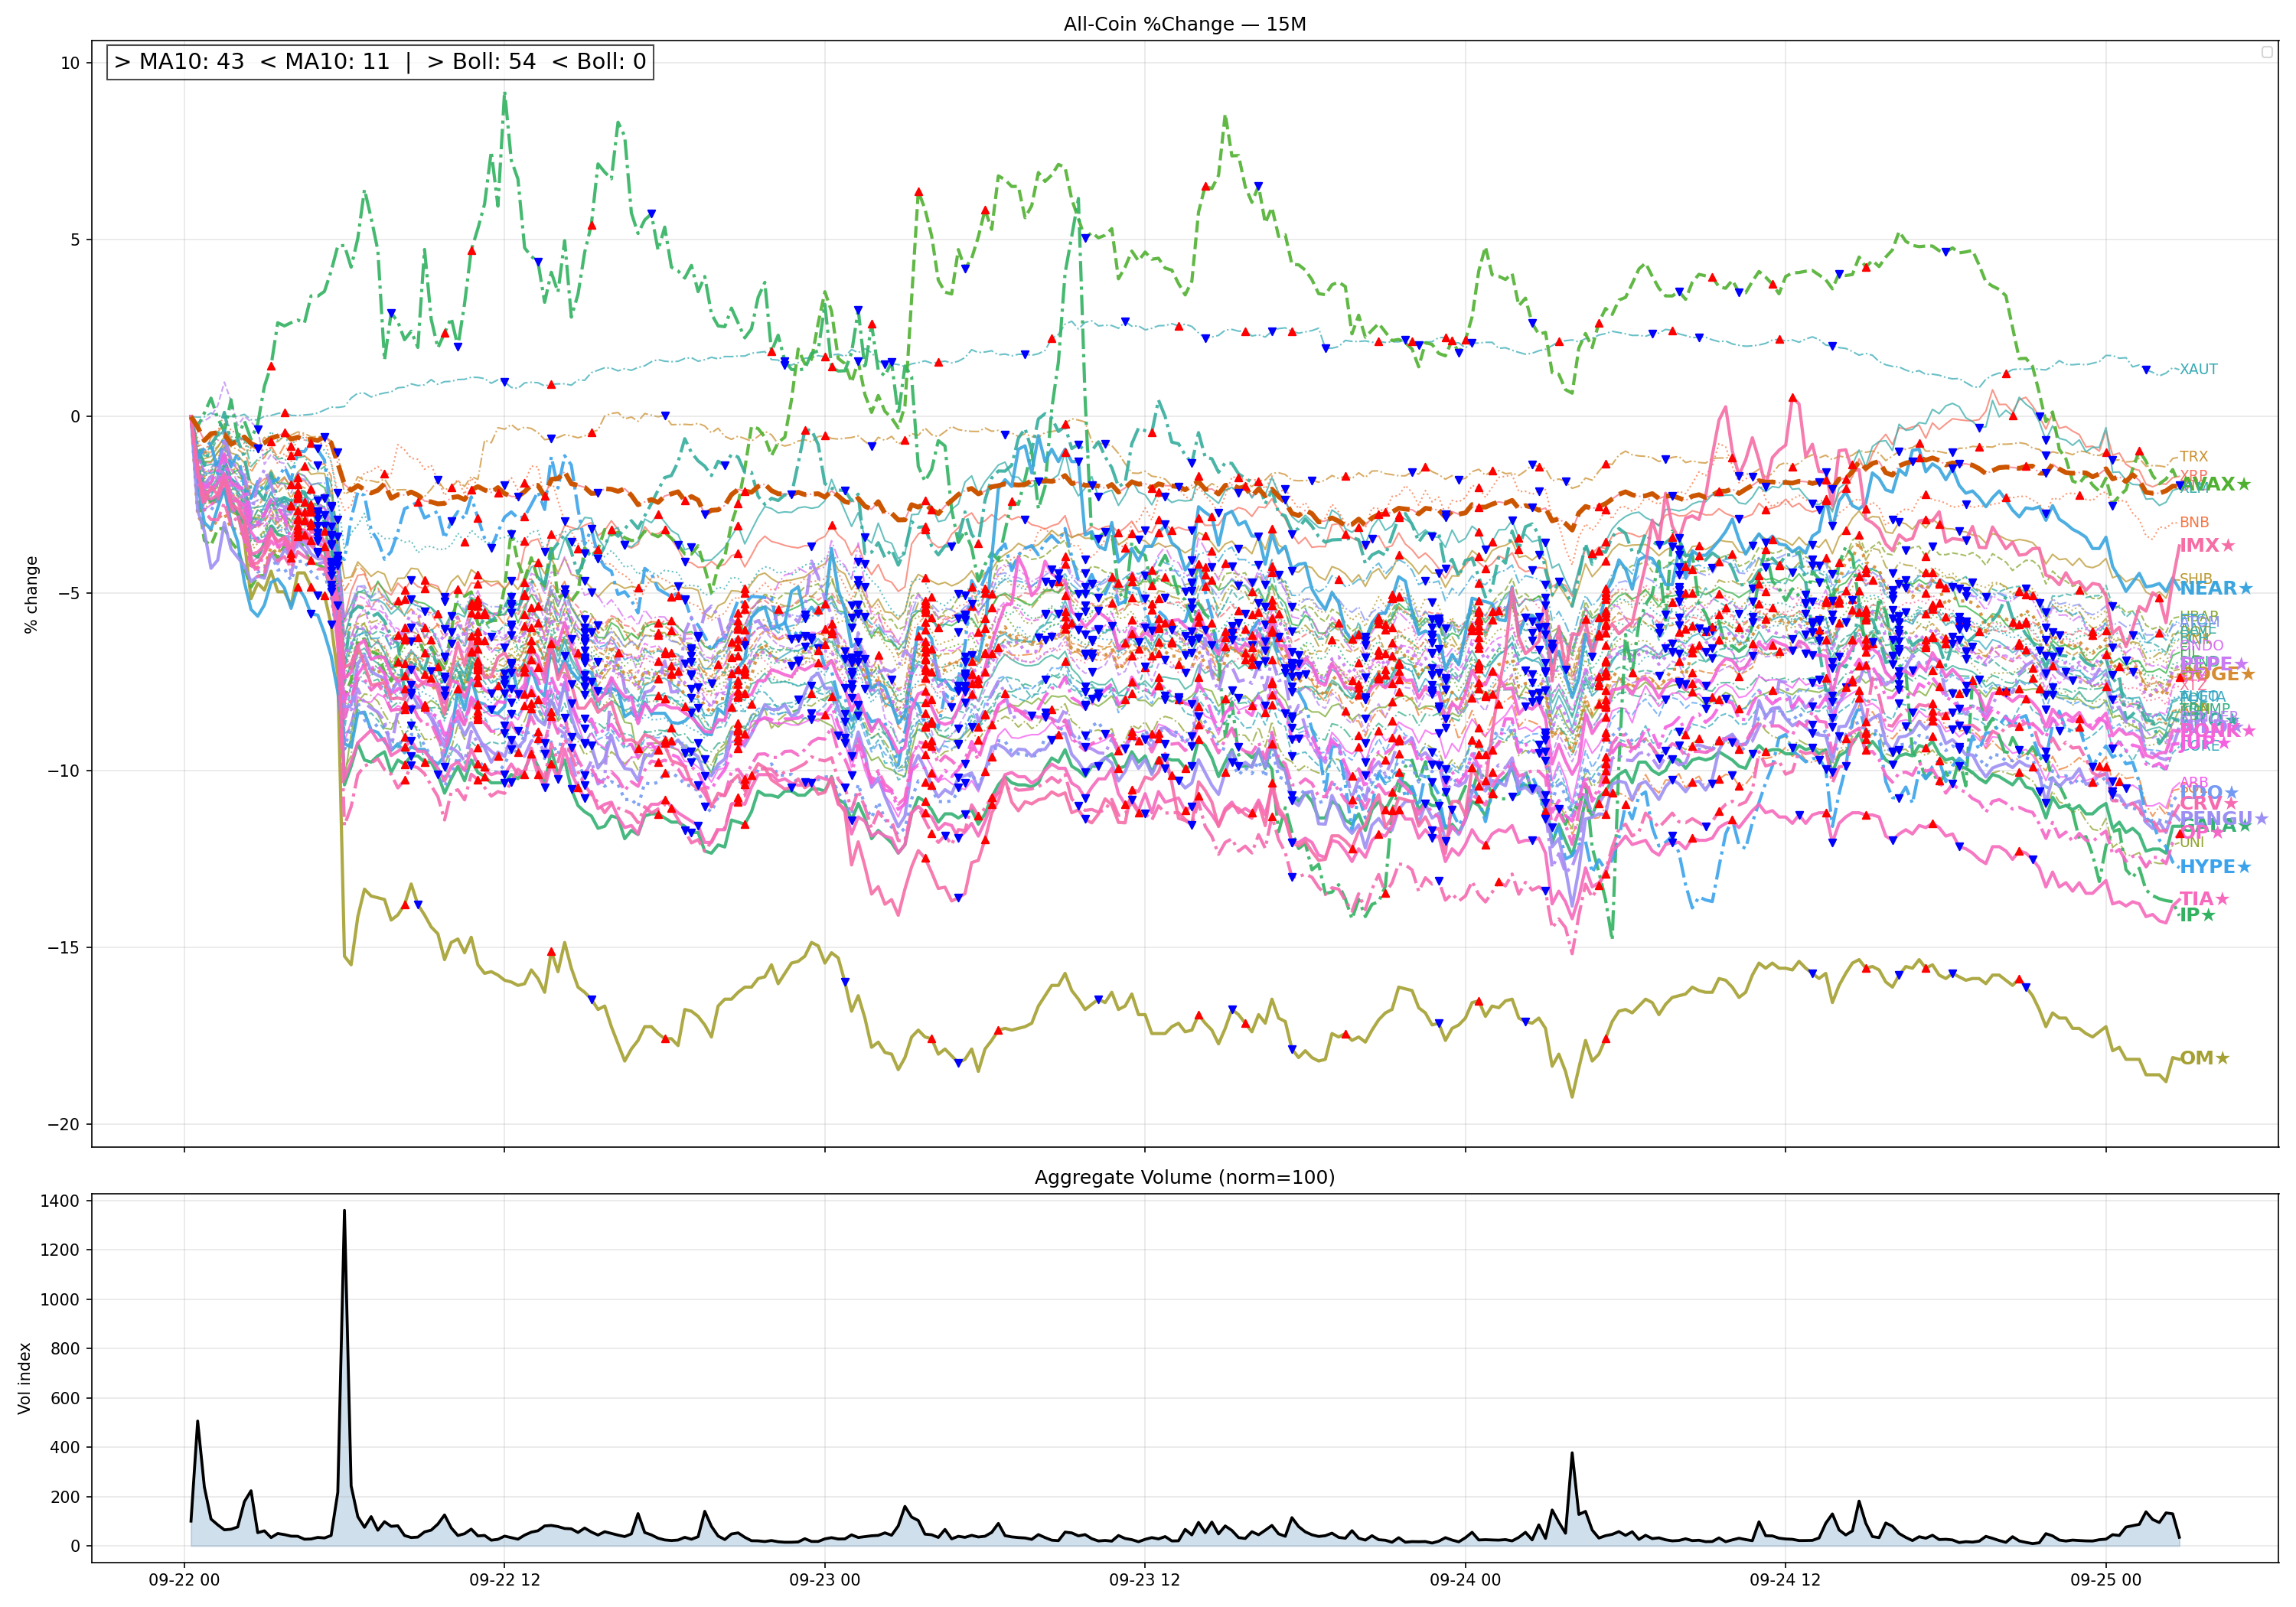 All-Coin %Change — 15M
> MA10: 43 < MA10: 11 | > Boll: 54 < Boll: 0
% change
10
5
0
−5
−10
−15
−20
XAUT
TRX
XRP
AVAX★
BNB
IMX★
SHIB
NEAR★
HBAR
DOGE★
ARB
CRV★
PENGU★
UNI
HYPE★
TIA★
IP★
OM★
Aggregate Volume (norm=100)
Vol index
1400
1200
1000
800
600
400
200
0
09-22 00
09-22 12
09-23 00
09-23 12
09-24 00
09-24 12
09-25 00